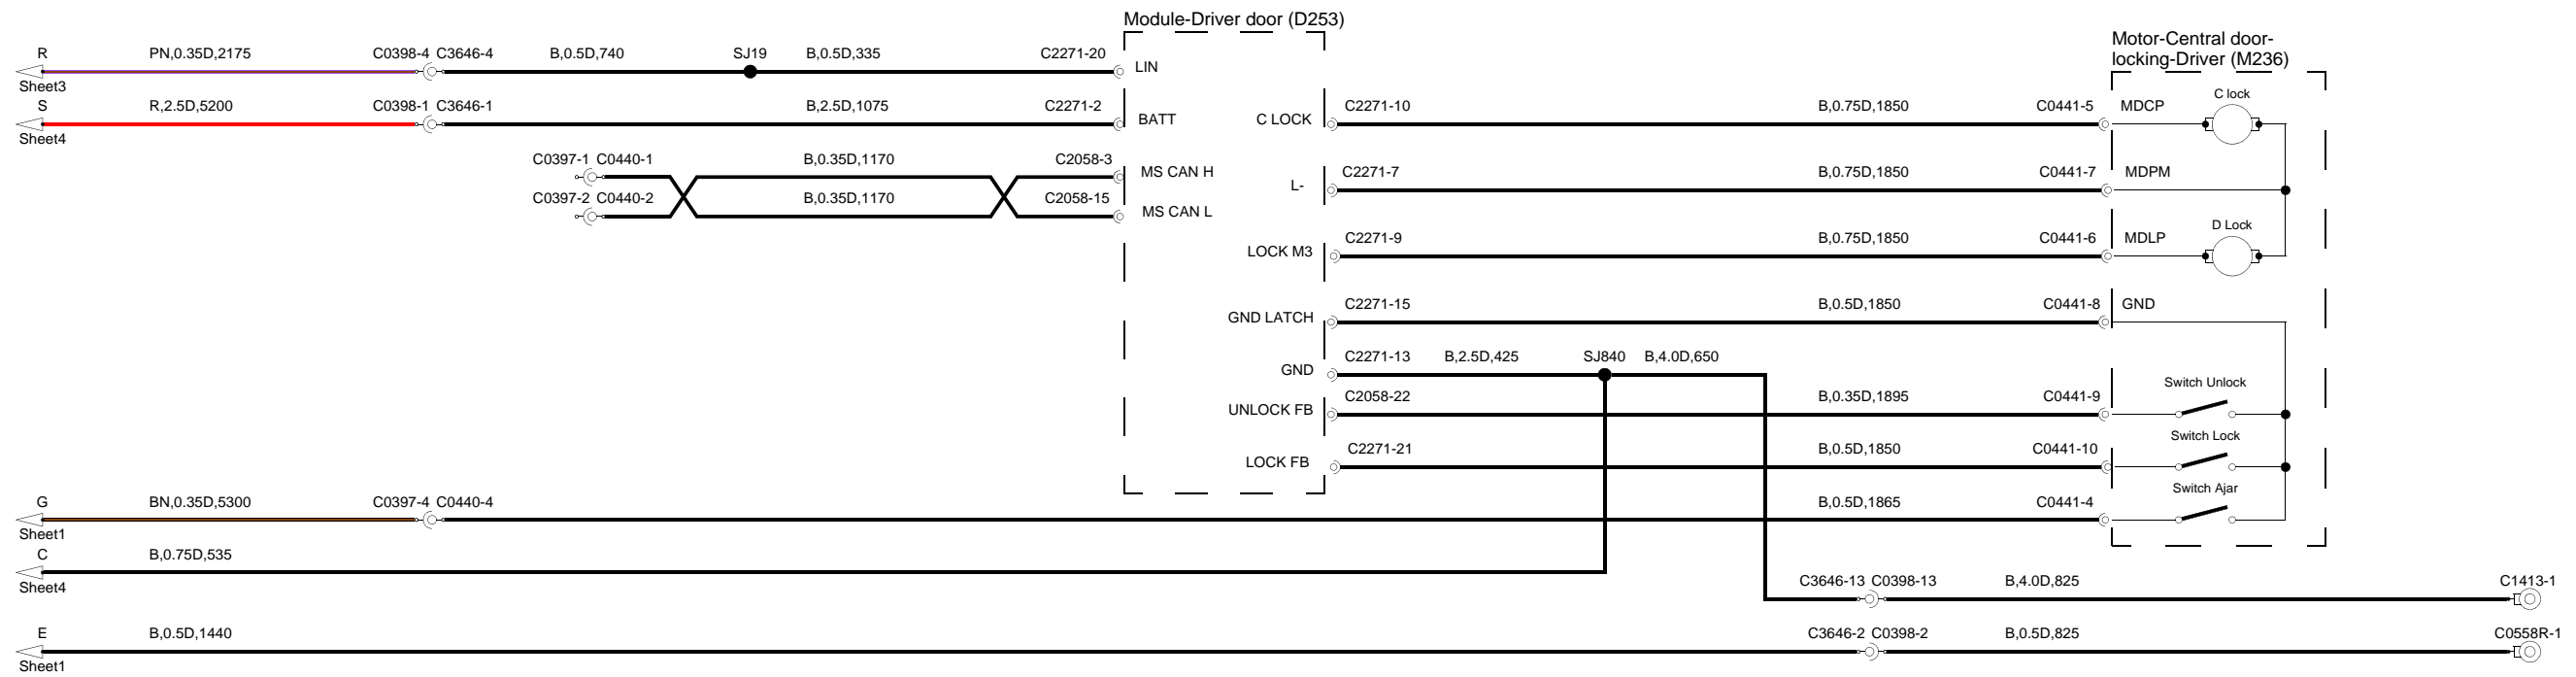 Module-Driver door (D253)
Motor-Central door-
locking-Driver (M236)
R PN,0.35D,2175 C0398-4 C3646-4 B,0.5D,740 SJ19 B,0.5D,335 C2271-20
LIN
Sheet3
S R,2.5D,5200 C0398-1 C3646-1 B,2.5D,1075 C2271-2
BATT
Sheet4
C LOCK C2271-10 B,0.75D,1850 C0441-5 MDCP C lock
C0397-1 C0440-1 B,0.35D,1170 C2058-3
MS CAN H
C0397-2 C0440-2 B,0.35D,1170 C2058-15
MS CAN L
L- C2271-7 B,0.75D,1850 C0441-7 MDPM
LOCK M3 C2271-9 B,0.75D,1850 C0441-6 MDLP D Lock
GND LATCH C2271-15 B,0.5D,1850 C0441-8 GND
GND C2271-13 B,2.5D,425 SJ840 B,4.0D,650
UNLOCK FB C2058-22 B,0.35D,1895 C0441-9 Switch Unlock
LOCK FB C2271-21 B,0.5D,1850 C0441-10 Switch Lock
G BN,0.35D,5300 C0397-4 C0440-4 B,0.5D,1865 C0441-4 Switch Ajar
Sheet1
C B,0.75D,535
Sheet4
C3646-13 C0398-13 B,4.0D,825 C1413-1
E B,0.5D,1440 C3646-2 C0398-2 B,0.5D,825 C0558R-1
Sheet1